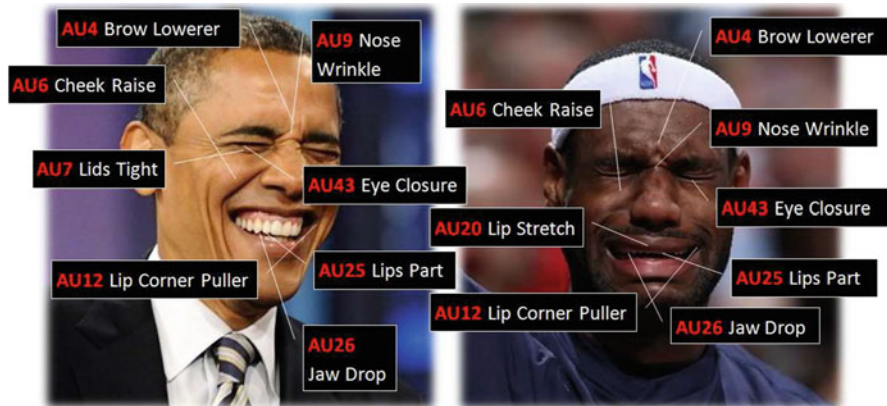 AU4 Brow Lowerer
AU9 Nose
Wrinkle
AU6 Cheek Raise
AU7 Lids Tight
AU43 Eye Closure
AU25 Lips Part
AU12 Lip Corner Puller
AU26
Jaw Drop
AU4 Brow Lowerer
AU6 Cheek Raise
AU9 Nose Wrinkle
AU43 Eye Closure
AU20 Lip Stretch
AU25 Lips Part
AU12 Lip Corner Puller
AU26 Jaw Drop